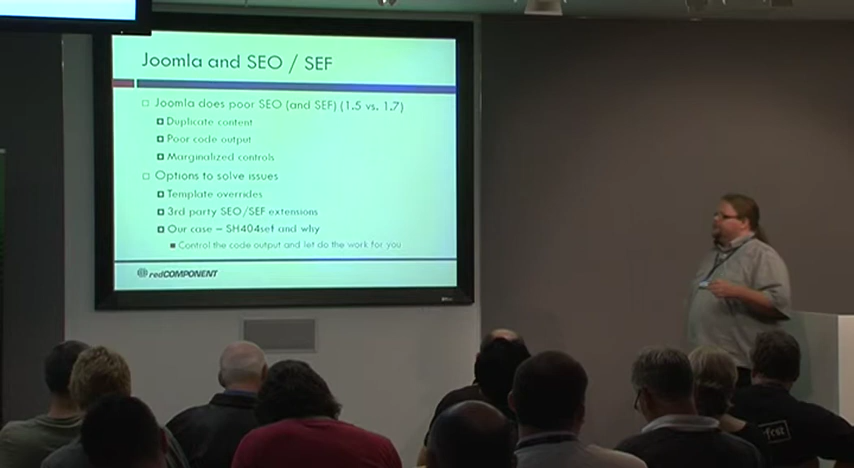 Joomla and SEO / SEF
Joomla does poor SEO (and SEF) (1.5 vs. 1.7)
Duplicate content
Poor code output
Marginalized controls
Options to solve issues
Template overrides
3rd party SEO/SEF extensions
Our case – SH404sef and why
Control the code output and let do the work for you
redCOMPONENT